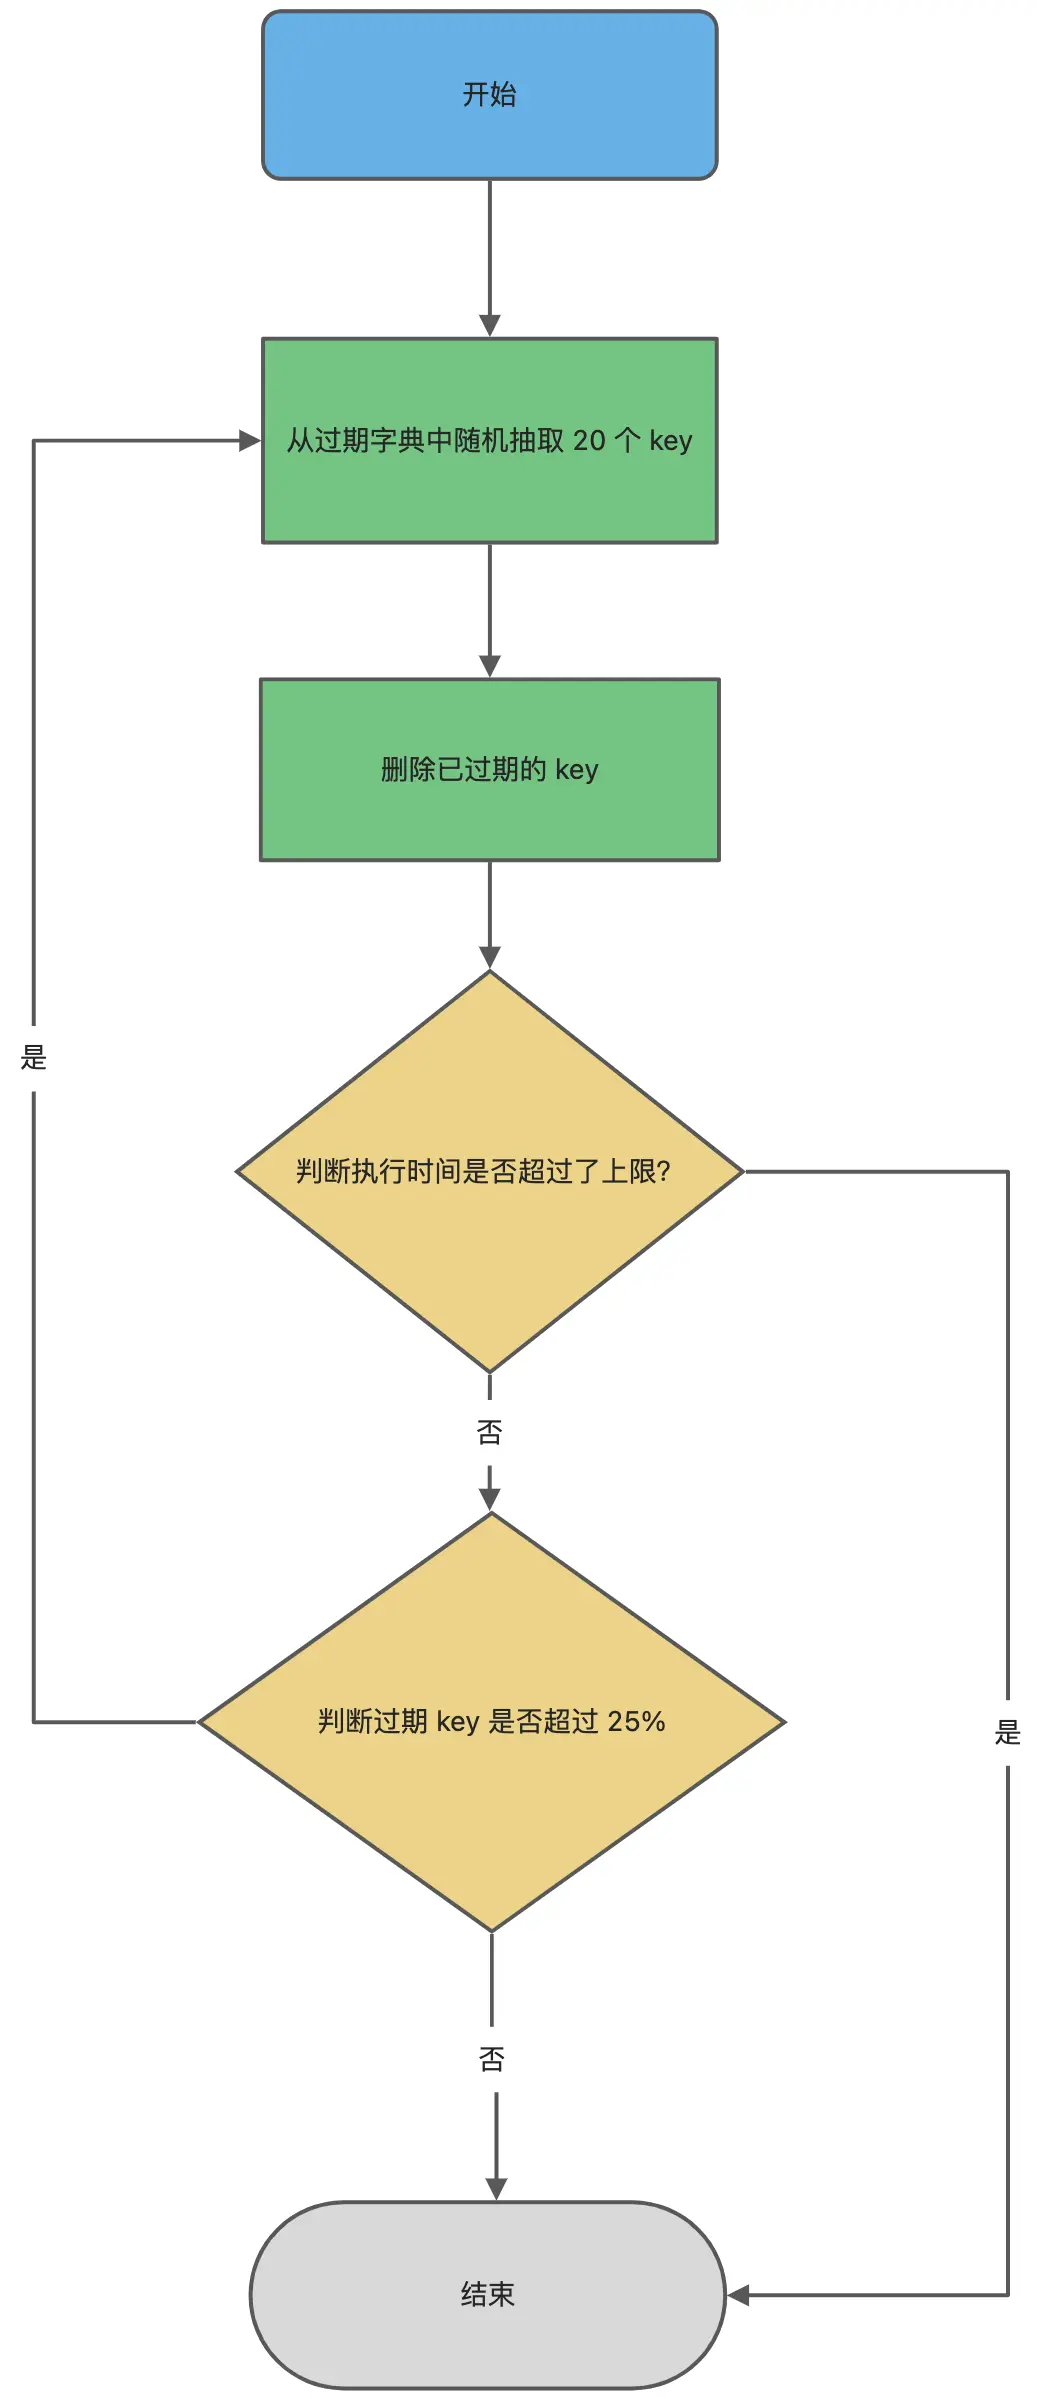 开始
从过期字典中随机抽取 20 个 key
删除已过期的 key
是
判断执行时间是否超过了上限?
否
判断过期 key 是否超过 25%
是
否
结束